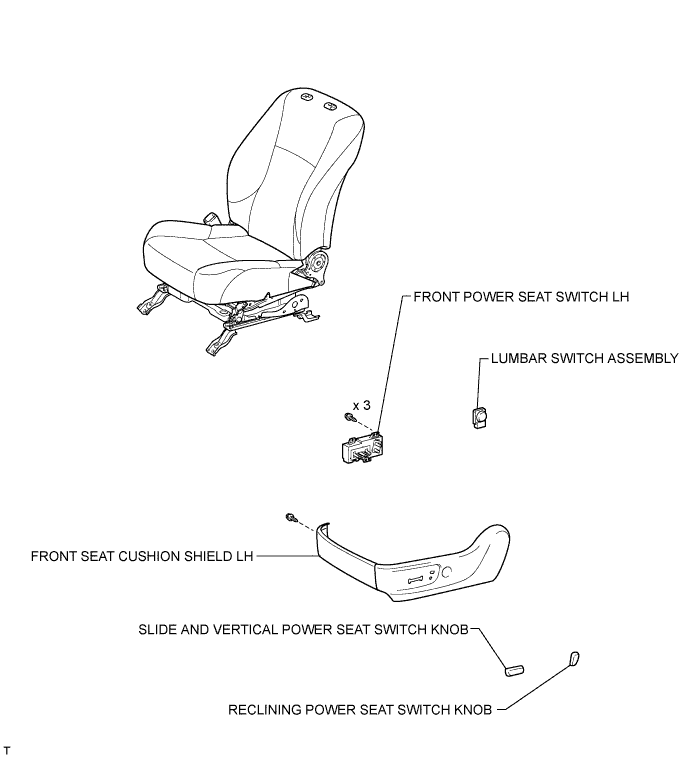 FRONT POWER SEAT SWITCH LH
LUMBAR SWITCH ASSEMBLY
x 3
FRONT SEAT CUSHION SHIELD LH
SLIDE AND VERTICAL POWER SEAT SWITCH KNOB
RECLINING POWER SEAT SWITCH KNOB
T